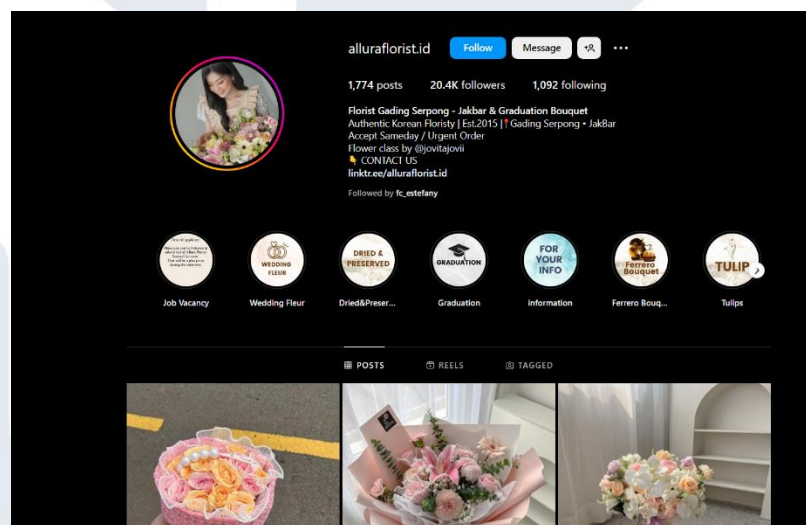 alluraflorist.id Follow Message
1,774 posts 20.4K followers 1,092 following
Florist Gading Serpong - Jakbar & Graduation Bouquet
Authentic Korean Floristy | Est.2015 |📍Gading Serpong • JakBar
Accept Sameday / Urgent Order
Flower class by @jovitajovii
👇 CONTACT US
linktr.ee/alluraflorist.id
Followed by fc_estefany
WEDDING
FLEUR
DRIED &
PRESERVED
GRADUATION
FOR
YOUR
INFO
Ferrero
Bouquet
TULIP
Job Vacancy Wedding Fleur Dried&Preser... Graduation information Ferrero Bouq... Tulips
POSTS REELS TAGGED